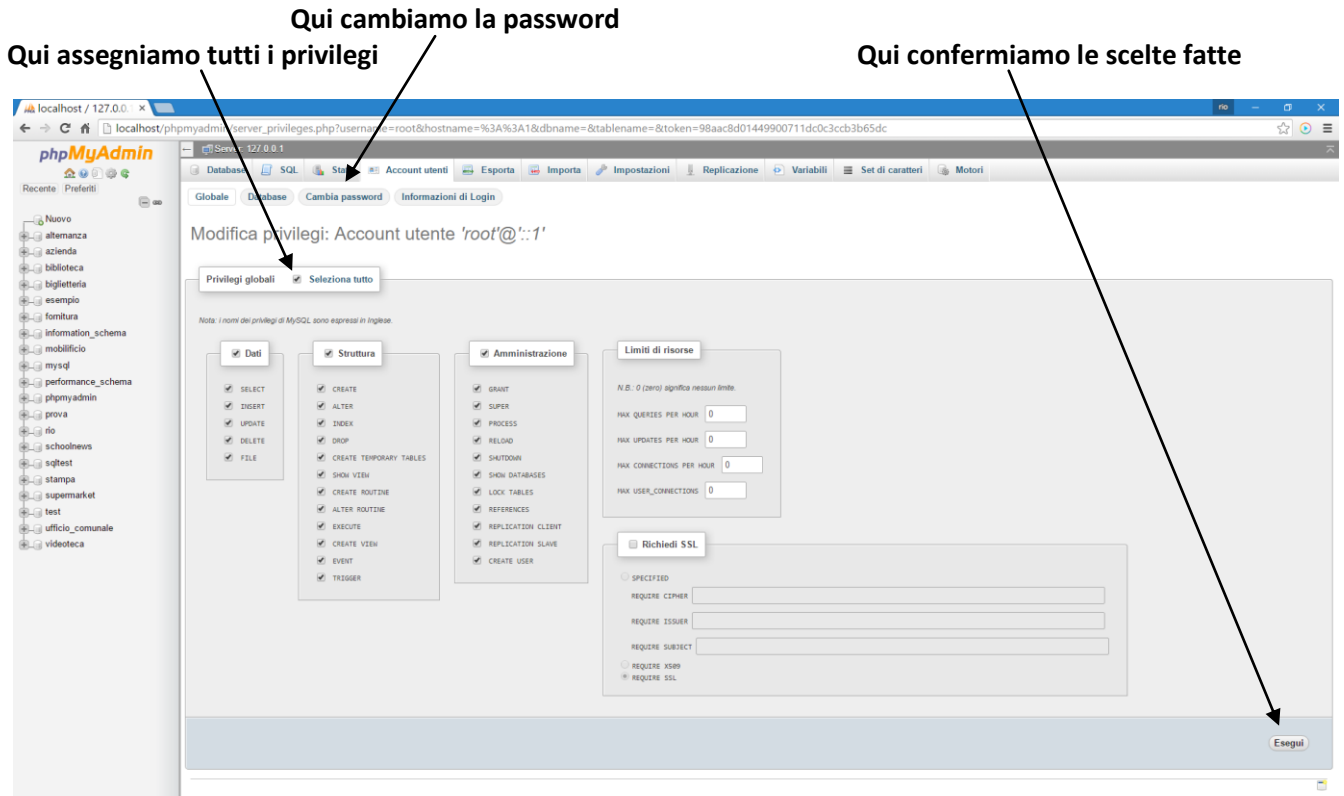 Qui cambiamo la password
Qui assegniamo tutti i privilegi
Qui confermiamo le scelte fatte
localhost / 127.0.0.1
rio
localhost/phpmyadmin/server_privileges.php?username=root&hostname=%3A%3A1&dbname=&tablename=&token=98aac8d01449900711dc0c3ccb3b65dc
phpMyAdmin
Recente Preferiti
Nuovo
alternanza
azienda
biblioteca
biglietteria
esempio
fornitura
information_schema
mobilificio
mysql
performance_schema
phpmyadmin
prova
rio
schoolnews
sqltest
stampa
supermarket
test
ufficio_comunale
videoteca
Server: 127.0.0.1
Database SQL Stato Account utenti Esporta Importa Impostazioni Replicazione Variabili Set di caratteri Motori
Globale Database Cambia password Informazioni di Login
Modifica privilegi: Account utente 'root'@'::1'
Privilegi globali Seleziona tutto
Nota: i nomi dei privilegi di MySQL sono espressi in Inglese.
Dati
SELECT
INSERT
UPDATE
DELETE
FILE
Struttura
CREATE
ALTER
INDEX
DROP
CREATE TEMPORARY TABLES
SHOW VIEW
CREATE ROUTINE
ALTER ROUTINE
EXECUTE
CREATE VIEW
EVENT
TRIGGER
Amministrazione
GRANT
SUPER
PROCESS
RELOAD
SHUTDOWN
SHOW DATABASES
LOCK TABLES
REFERENCES
REPLICATION CLIENT
REPLICATION SLAVE
CREATE USER
Limiti di risorse
N.B.: 0 (zero) significa nessun limite.
MAX QUERIES PER HOUR 0
MAX UPDATES PER HOUR 0
MAX CONNECTIONS PER HOUR 0
MAX USER_CONNECTIONS 0
Richiedi SSL
SPECIFIED
REQUIRE CIPHER
REQUIRE ISSUER
REQUIRE SUBJECT
REQUIRE X509
REQUIRE SSL
Esegui